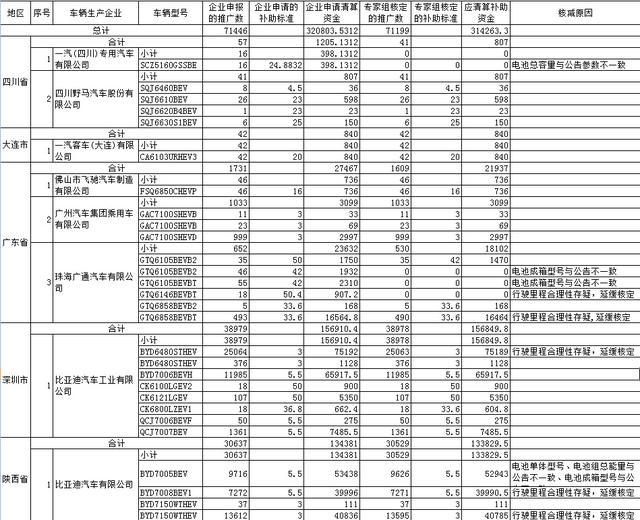 地区 序号 车辆生产企业 车辆型号 企业申报的推广数 企业申请的补助标准 企业申请清算资金 专家组核定的推广数 专家组核定的补助标准 应清算补助资金 核减原因
总计 71446 320803.5312 71199 314263.3
四川省 合计 57 1205.1312 41 807
1 一汽(四川)专用汽车有限公司 小计 16 398.1312
SCZ5160GSSBE 16 24.8832 398.1312 0 0 0 电池总容量与公告参数不一致
2 四川野马汽车股份有限公司 小计 41 807 41 807
SQJ6460BEV 8 4.5 36 8 4.5 36
SQJ6610BEV 26 23 598 26 23 598
SQJ6620B4BEV 1 23 23 1 23 23
SQJ6630S1BEV 6 25 150 6 25 150
大连市 合计 42 840 42 840
1 一汽客车(大连)有限公司 小计 42 840 42 840
CA6103URHEV3 42 20 840 42 20 840
广东省 合计 1731 27467 1609 21937
1 佛山市飞驰汽车制造有限公司 小计 46 736 46 736
FSQ6850CHEVP 46 16 736 46 16 736
2 广州汽车集团乘用车有限公司 小计 1033 3099 1033 3099
GAC7100SHEVB 11 3 33 11 3 33
GAC7100SHEVB 23 3 69 23 3 69
GAC7100SHEVD 999 3 2997 999 3 2997
3 珠海广通汽车有限公司 小计 652 23632 530 18102
GTQ6105BEVB2 35 50 1750 35 42 1470
GTQ6105BEVB2 46 42 1932 0 0 0 电池成箱型号与公告不一致
GTQ6105BEVBT 55 42 2310 0 0 0 电池成箱型号与公告不一致
GTQ6146BEVBT 18 50.4 907.2 0 0 0 行驶里程合理性存疑，延缓核定
GTQ6858BEVB2 5 33.6 168 5 33.6 168
GTQ6858BEVBT 493 33.6 16564.8 490 33.6 16464 行驶里程合理性存疑,延缓核定
深圳市 合计 38979 156910.4 38978 156849.8
1 比亚迪汽车工业有限公司 小计 38979 156910.4 38978 156849.8
BYD6480STHEV 25064 3 75192 25063 3 75189 行驶里程合理性存疑，延缓核定
BYD6480STHEV 376 3 1128 376 3 1128
BYD7006BEVH 11985 5.5 65917.5 11985 5.5 65917.5
CK6100LGEV2 18 50 900 18 50 900
CK6121LGEV 107 50 5350 107 50 5350
CK6800LZEV1 18 36.8 662.4 18 33.6 604.8
QCJ7006BEVF 50 5.5 275 50 5.5 275
QCJ7007BEV 1361 5.5 7485.5 1361 5.5 7485.5
陕西省 合计 30637 134381 30529 133829.5
1 比亚迪汽车有限公司 小计 30637 134381 30529 133829.5
BYD7005BEV 9716 5.5 53438 9626 5.5 52943 电池单体型号、电池组总能量与公告不一致、电池成箱型号与公
BYD7008BEV1 7272 5.5 39996 7271 5.5 39990.5 行驶里程合理性存疑，延缓核定
BYD7150WTHEV 37 3 111 37 3 111
BYD7150WTHEV 13612 3 40836 13595 3 40785 行驶里程合理性存疑，延缓核定